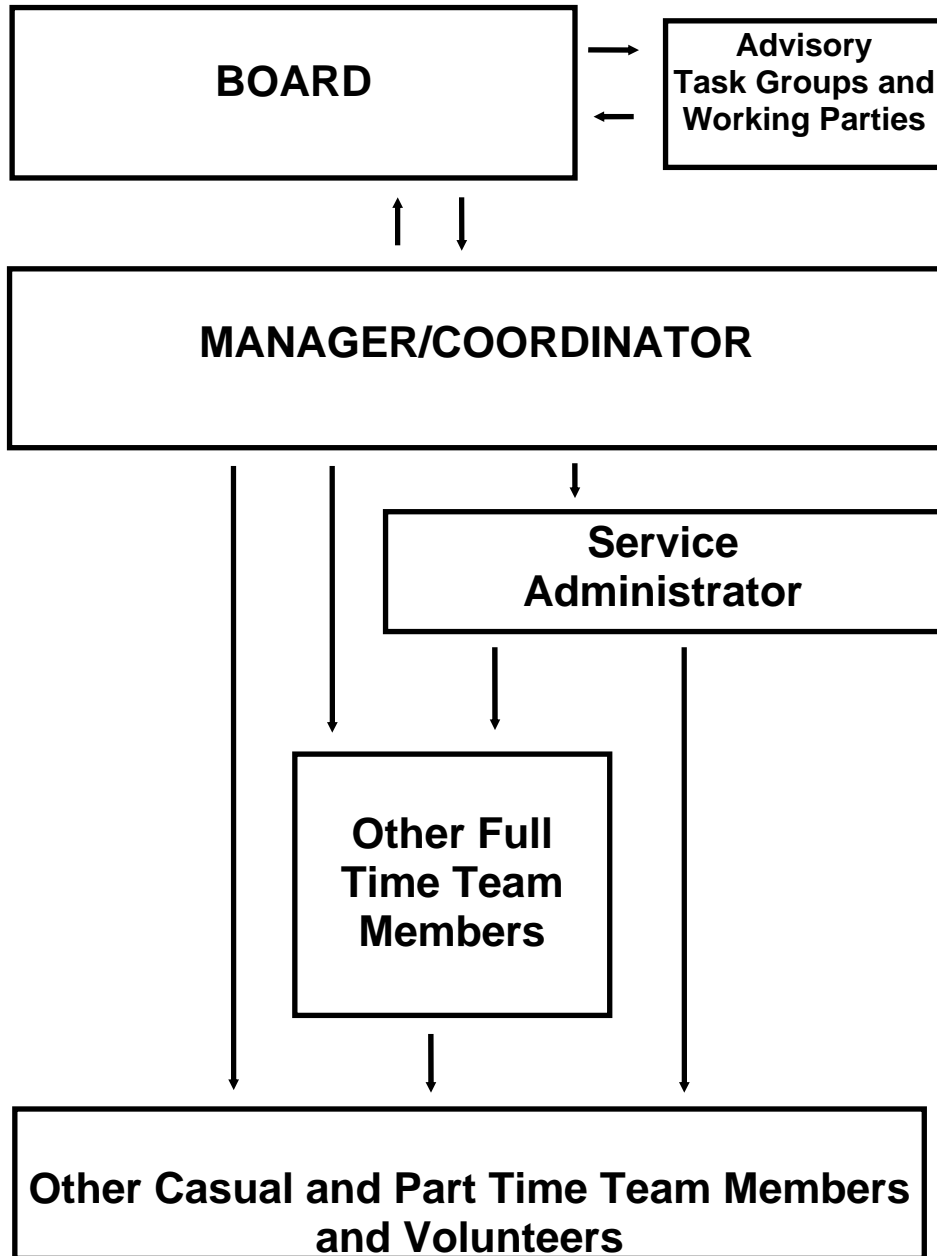 BOARD
Advisory
Task Groups and
Working Parties
MANAGER/COORDINATOR
Service
Administrator
Other Full
Time Team
Members
Other Casual and Part Time Team Members
and Volunteers